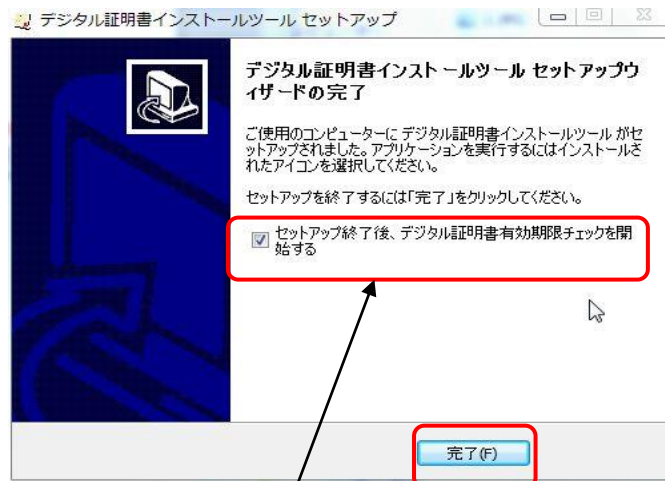 デジタル証明書インストールツール セットアップ
デジタル証明書インストールツール セットアップウ
ィザードの完了
ご使用のコンピューターに デジタル証明書インストールツール がセ
ットアップされました。アプリケーションを実行するにはインストールさ
れたアイコンを選択してください。
セットアップを終了するには「完了」をクリックしてください。
セットアップ終了後、デジタル証明書有効期限チェックを開
始する
完了(F)